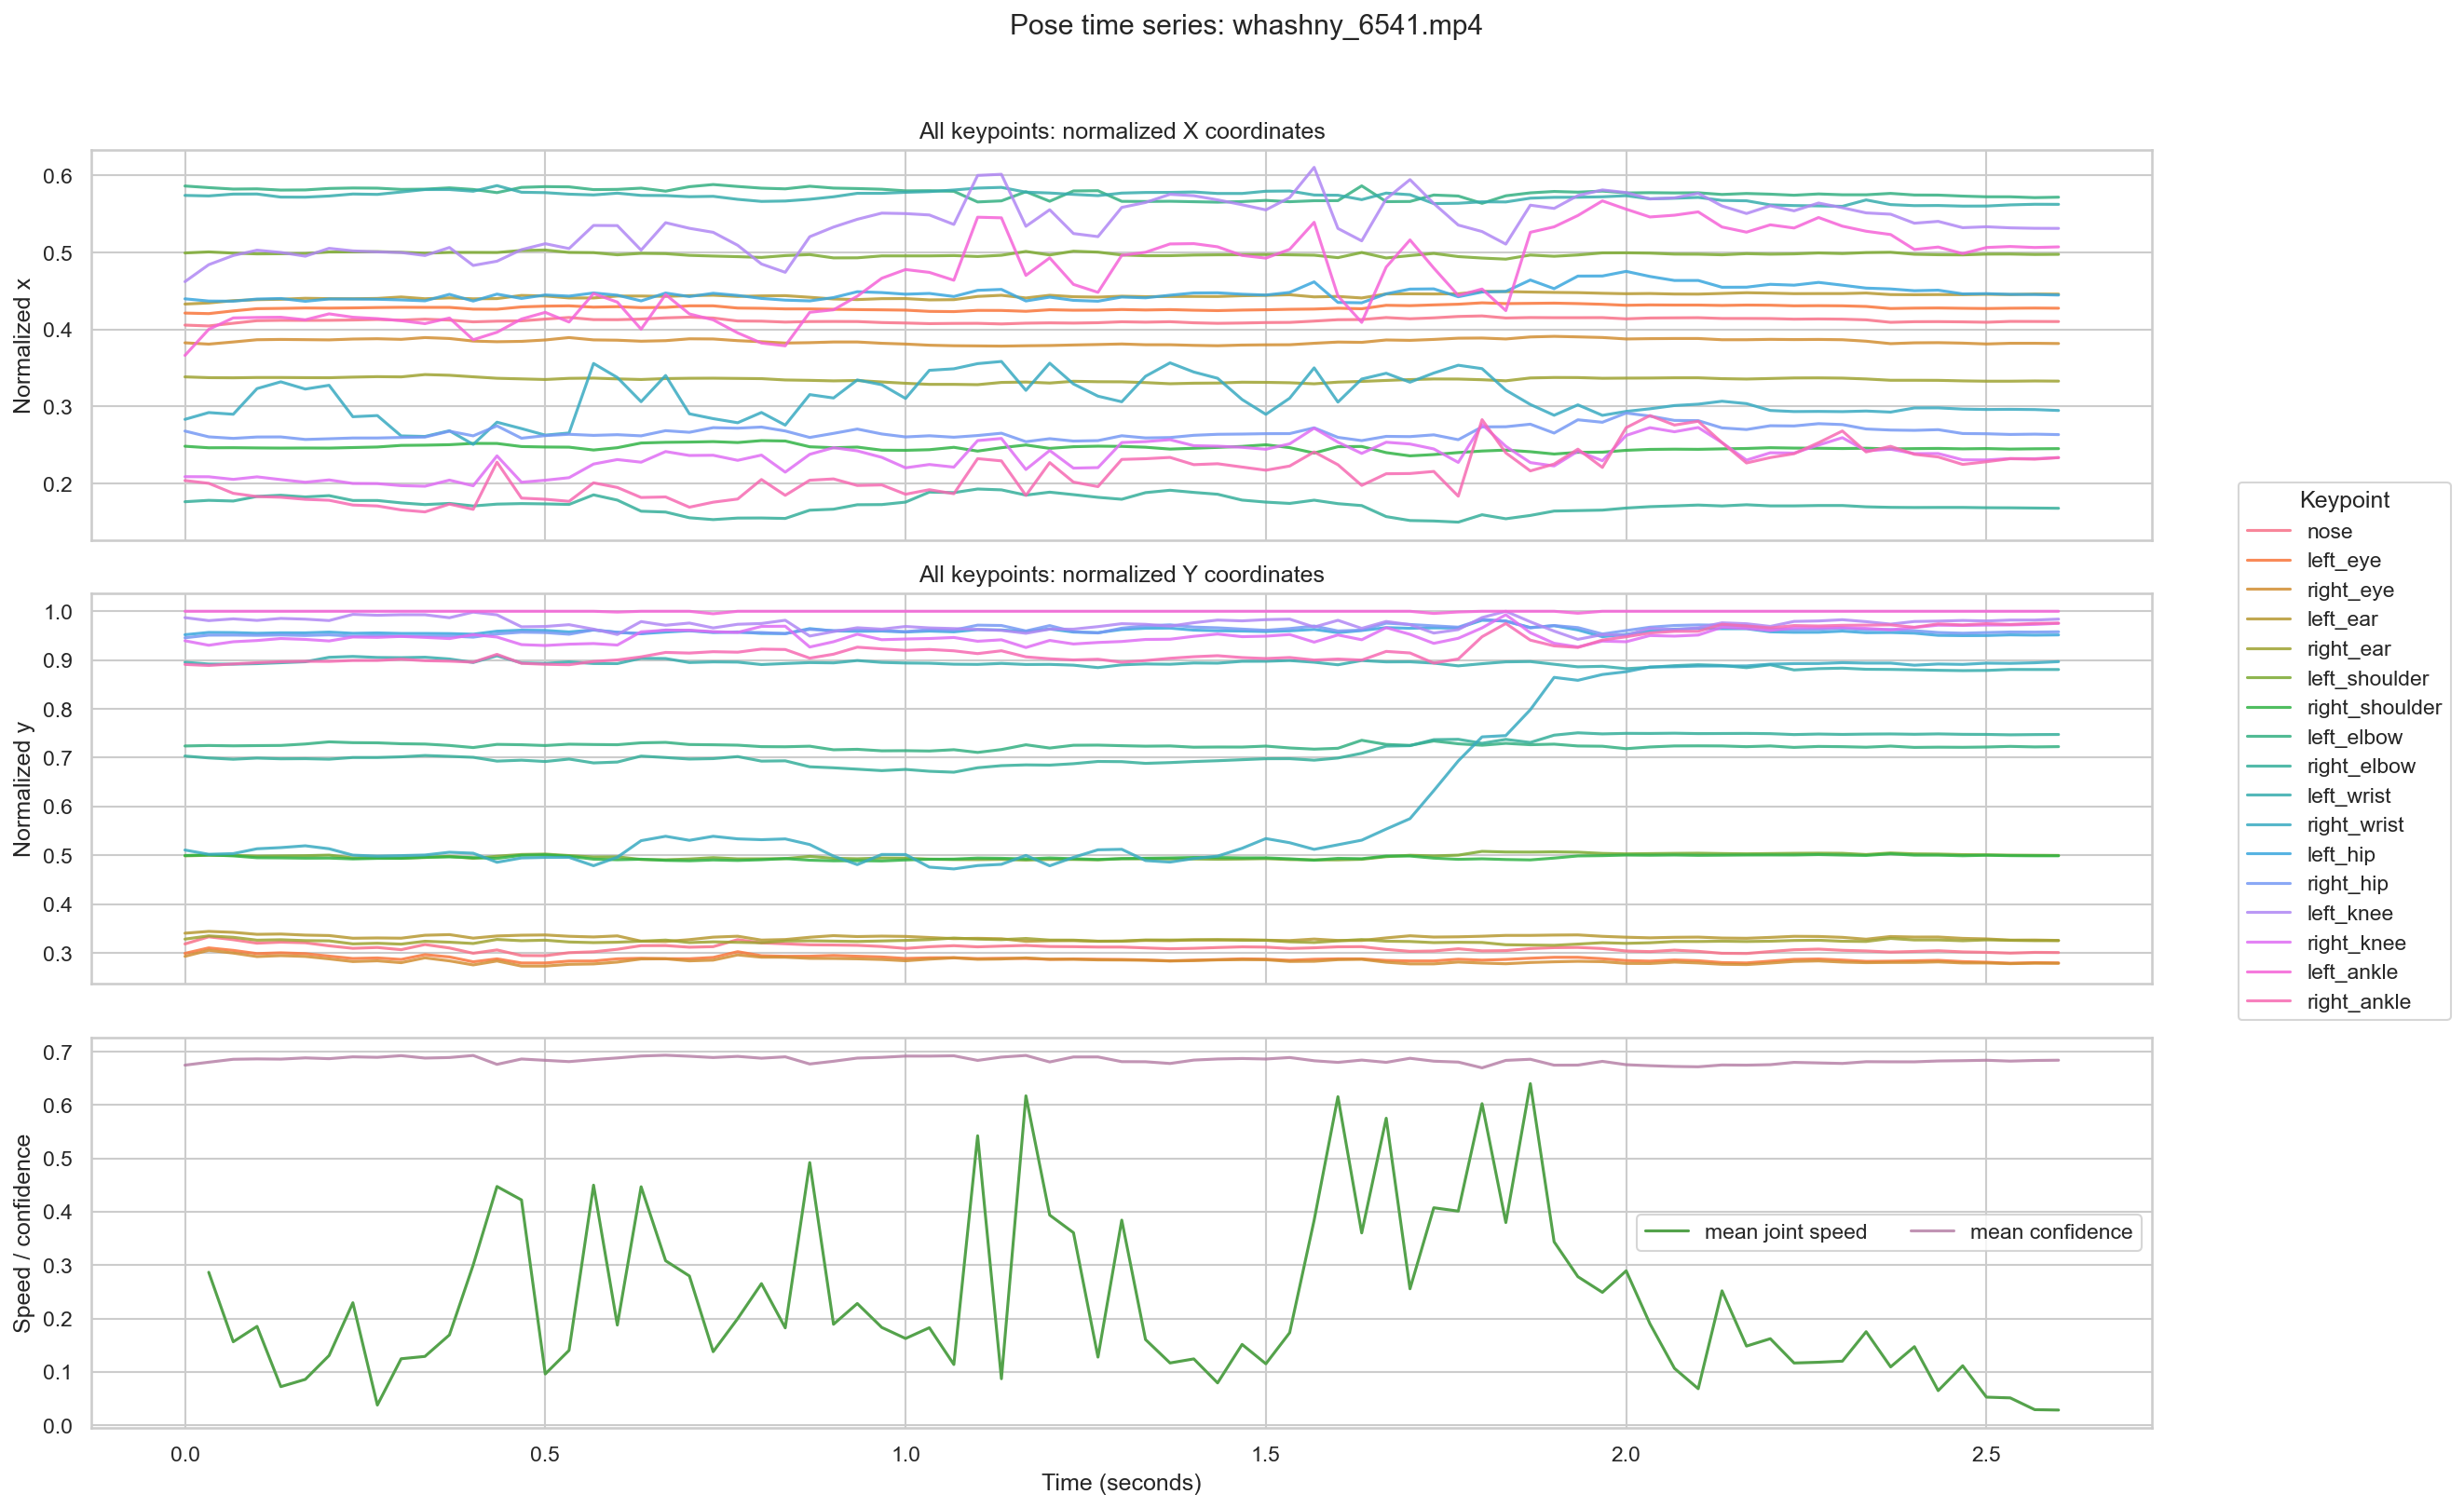 Pose time series: whashny_6541.mp4
All keypoints: normalized X coordinates
Normalized x
0.6
0.5
0.4
0.3
0.2
All keypoints: normalized Y coordinates
Normalized y
1.0
0.9
0.8
0.7
0.6
0.5
0.4
0.3
Keypoint
nose
left_eye
right_eye
left_ear
right_ear
left_shoulder
right_shoulder
left_elbow
right_elbow
left_wrist
right_wrist
left_hip
right_hip
left_knee
right_knee
left_ankle
right_ankle
Speed / confidence
0.7
0.6
0.5
0.4
0.3
0.2
0.1
0.0
mean joint speed mean confidence
0.0 0.5 1.0 1.5 2.0 2.5
Time (seconds)